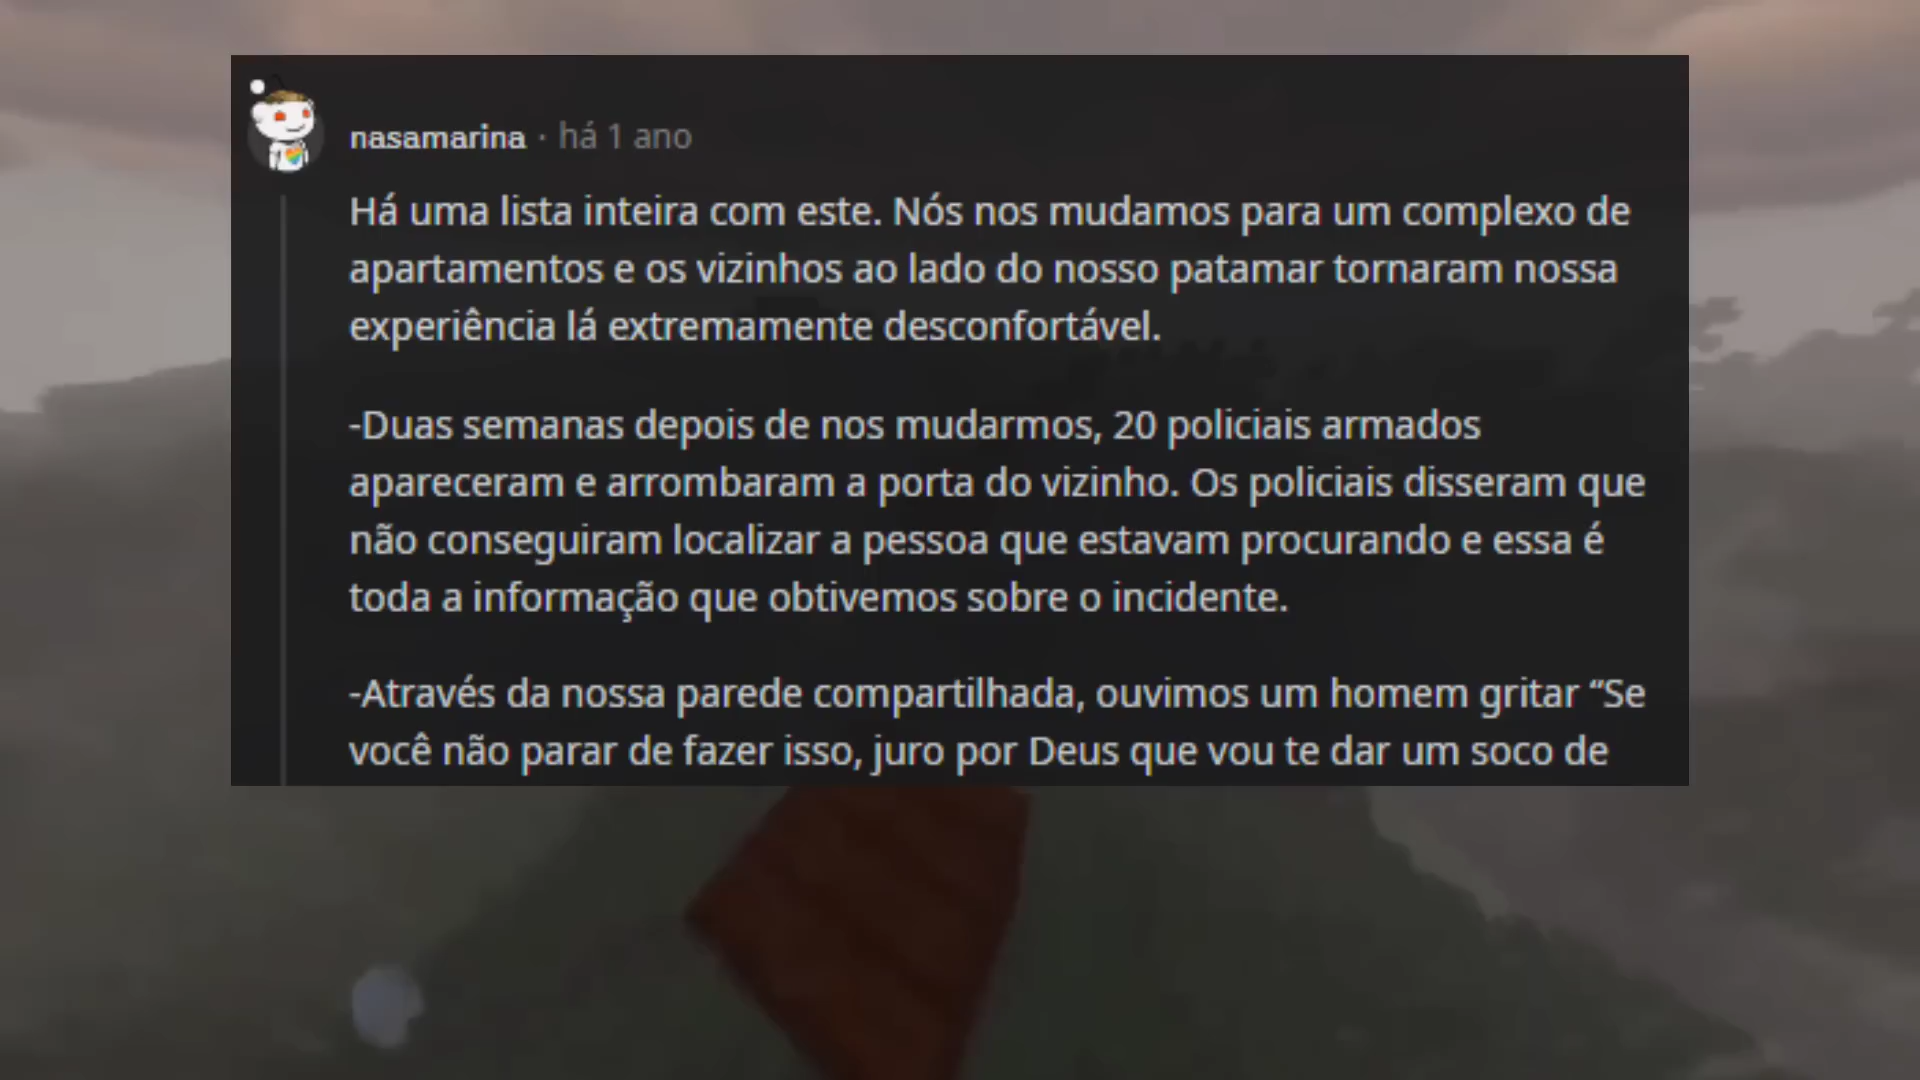 nasamarina · há 1 ano
Há uma lista inteira com este. Nós nos mudamos para um complexo de
apartamentos e os vizinhos ao lado do nosso patamar tornaram nossa
experiência lá extremamente desconfortável.
-Duas semanas depois de nos mudarmos, 20 policiais armados
apareceram e arrombaram a porta do vizinho. Os policiais disseram que
não conseguiram localizar a pessoa que estavam procurando e essa é
toda a informação que obtivemos sobre o incidente.
-Através da nossa parede compartilhada, ouvimos um homem gritar “Se
você não parar de fazer isso, juro por Deus que vou te dar um soco de